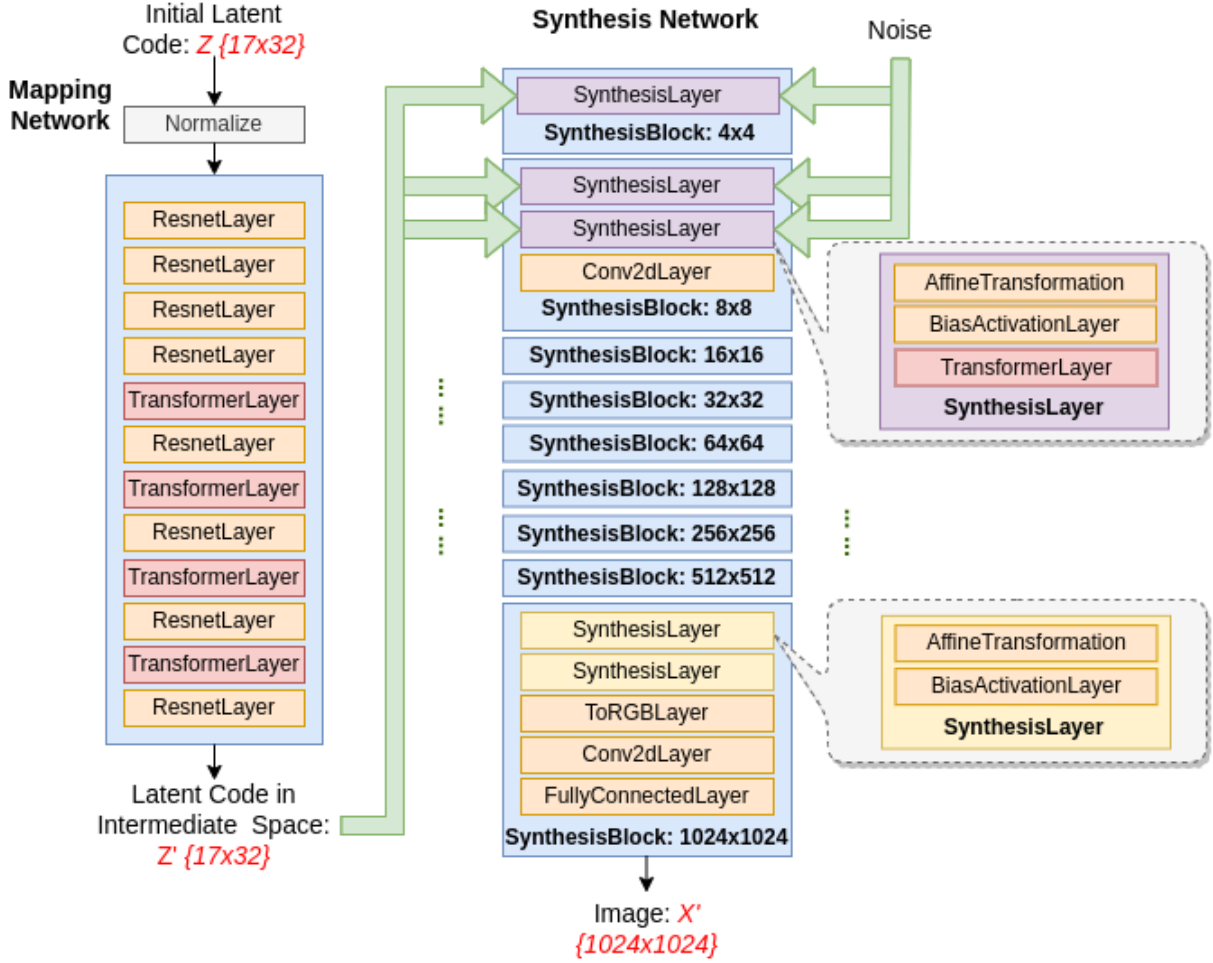 Initial Latent
Code: Z {17x32}
Mapping
Network
Normalize
ResnetLayer
ResnetLayer
ResnetLayer
ResnetLayer
TransformerLayer
ResnetLayer
TransformerLayer
ResnetLayer
TransformerLayer
ResnetLayer
TransformerLayer
ResnetLayer
Latent Code in
Intermediate Space:
Z' {17x32}
Synthesis Network
Noise
SynthesisLayer
SynthesisBlock: 4x4
SynthesisLayer
SynthesisLayer
Conv2dLayer
SynthesisBlock: 8x8
SynthesisBlock: 16x16
SynthesisBlock: 32x32
SynthesisBlock: 64x64
SynthesisBlock: 128x128
SynthesisBlock: 256x256
SynthesisBlock: 512x512
SynthesisLayer
SynthesisLayer
ToRGBLayer
Conv2dLayer
FullyConnectedLayer
SynthesisBlock: 1024x1024
Image: X'
{1024x1024}
AffineTransformation
BiasActivationLayer
TransformerLayer
SynthesisLayer
AffineTransformation
BiasActivationLayer
SynthesisLayer